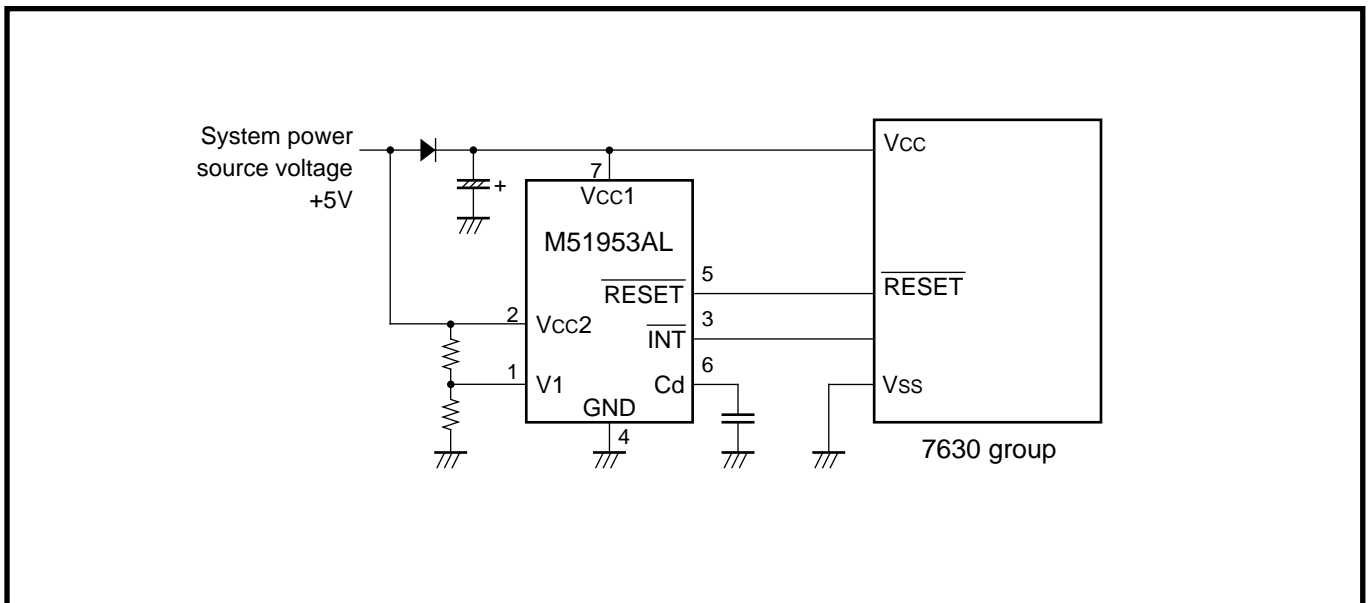 System power
source voltage
+5V
+
7
VCC1
M51953AL
RESET
5
INT
3
2
VCC2
1
V1
Cd
6
GND
4
VCC
RESET
VSS
7630 group